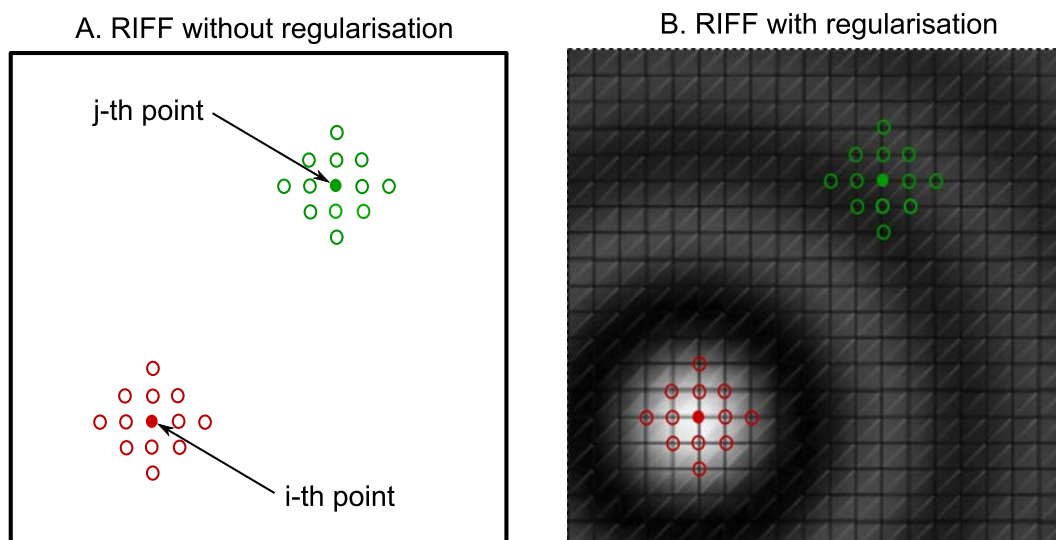 A. RIFF without regularisation
B. RIFF with regularisation
j-th point
i-th point